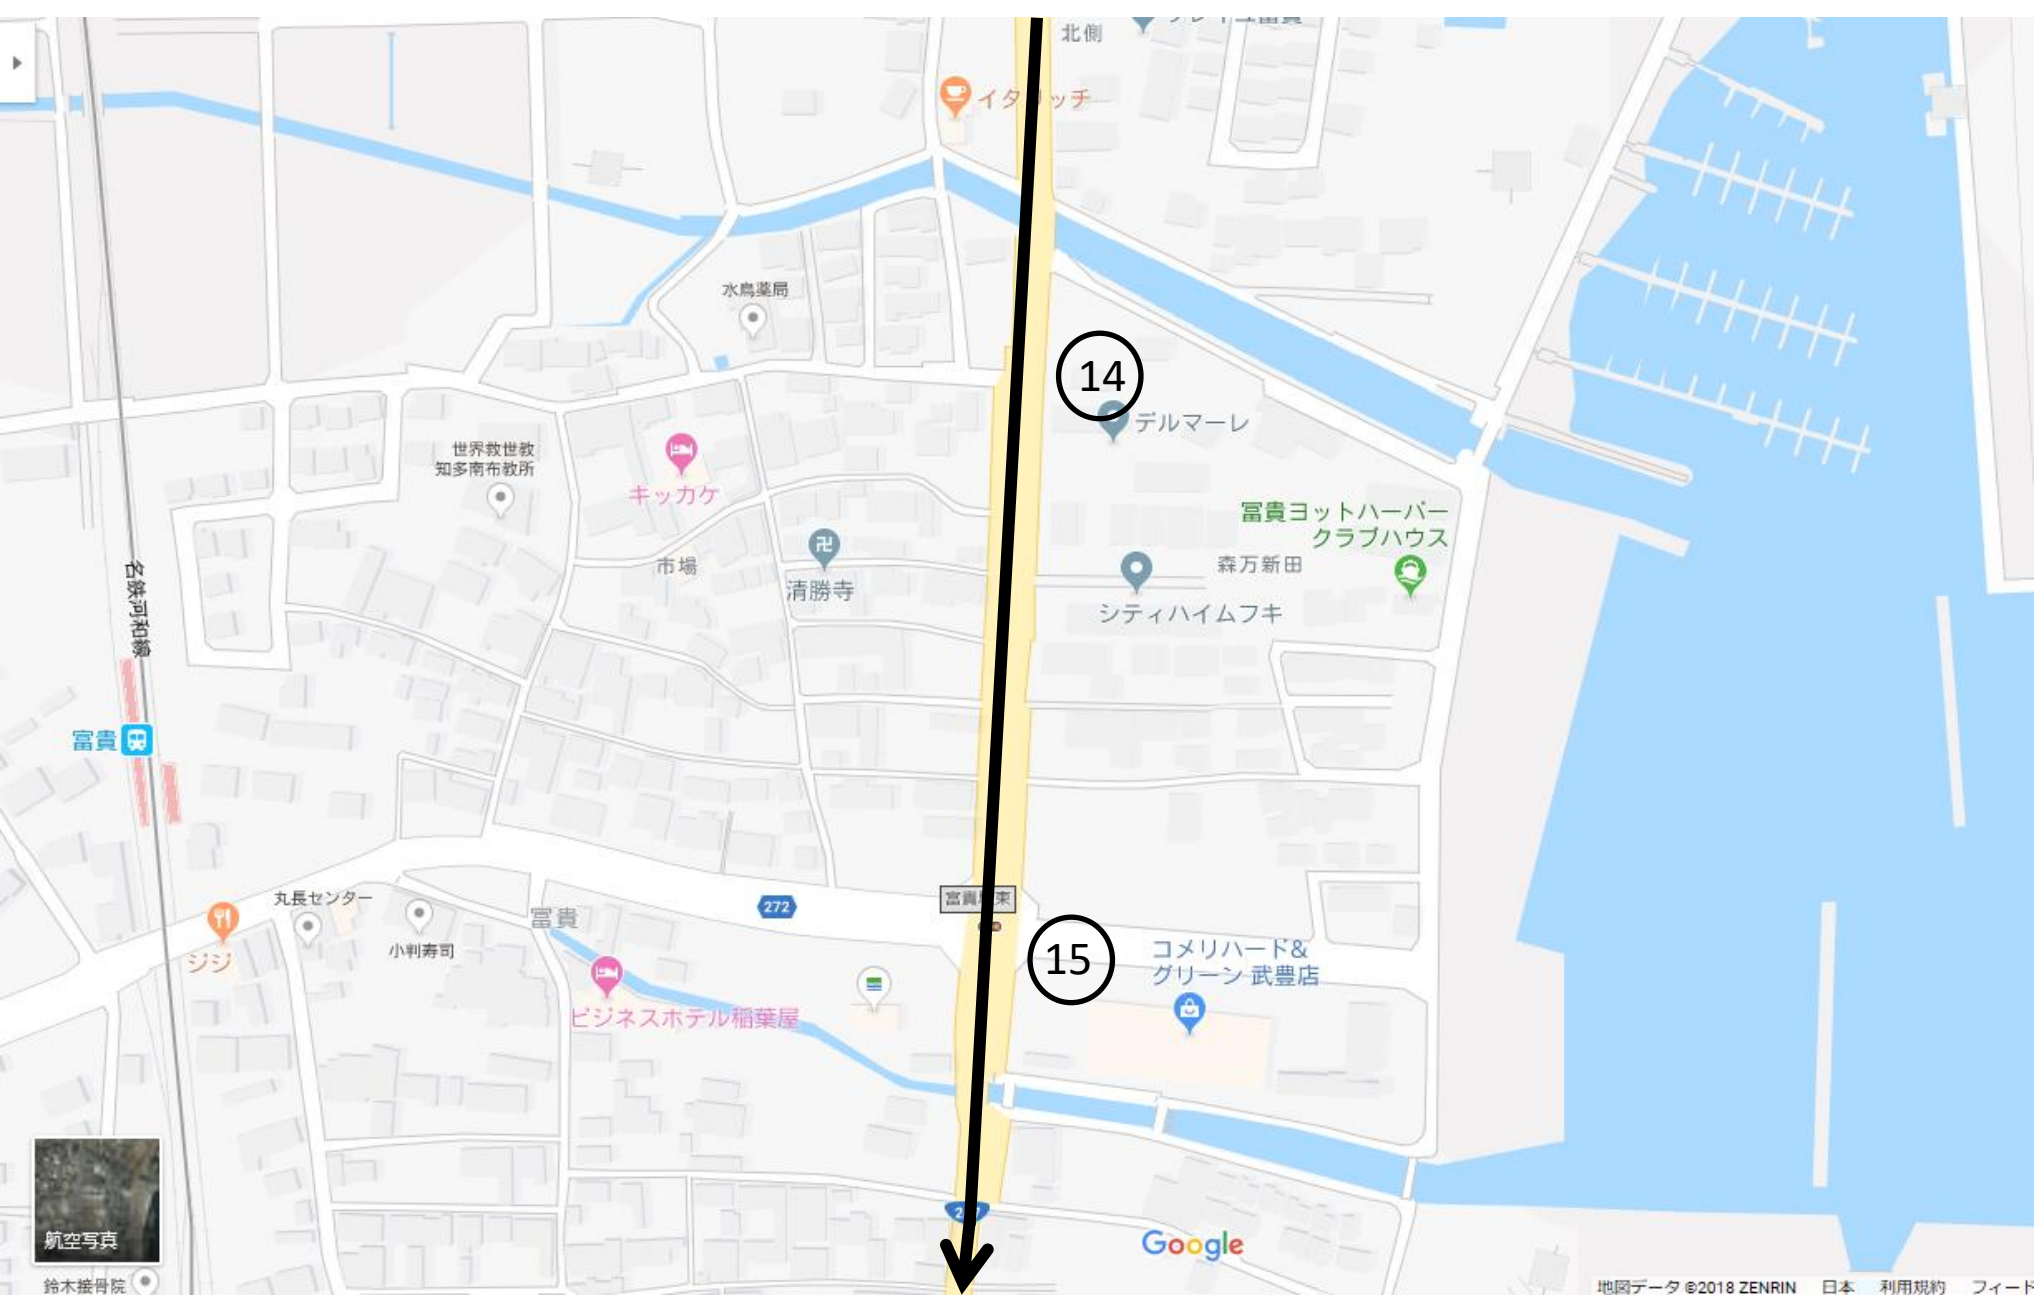 北側
イタリッチ
水鳥薬局
14
デルマーレ
世界救世教
知多南布教所
キッカケ
富貴ヨットハーバー
クラブハウス
市場
清勝寺
森万新田
シティハイムフキ
名鉄河和線
富貴
丸長センター
272
富貴
小判寿司
ジジ
15
コメリハード&
グリーン 武豊店
ビジネスホテル稲葉屋
航空写真
Google
鈴木接骨院
地図データ ©2018 ZENRIN 日本 利用規約